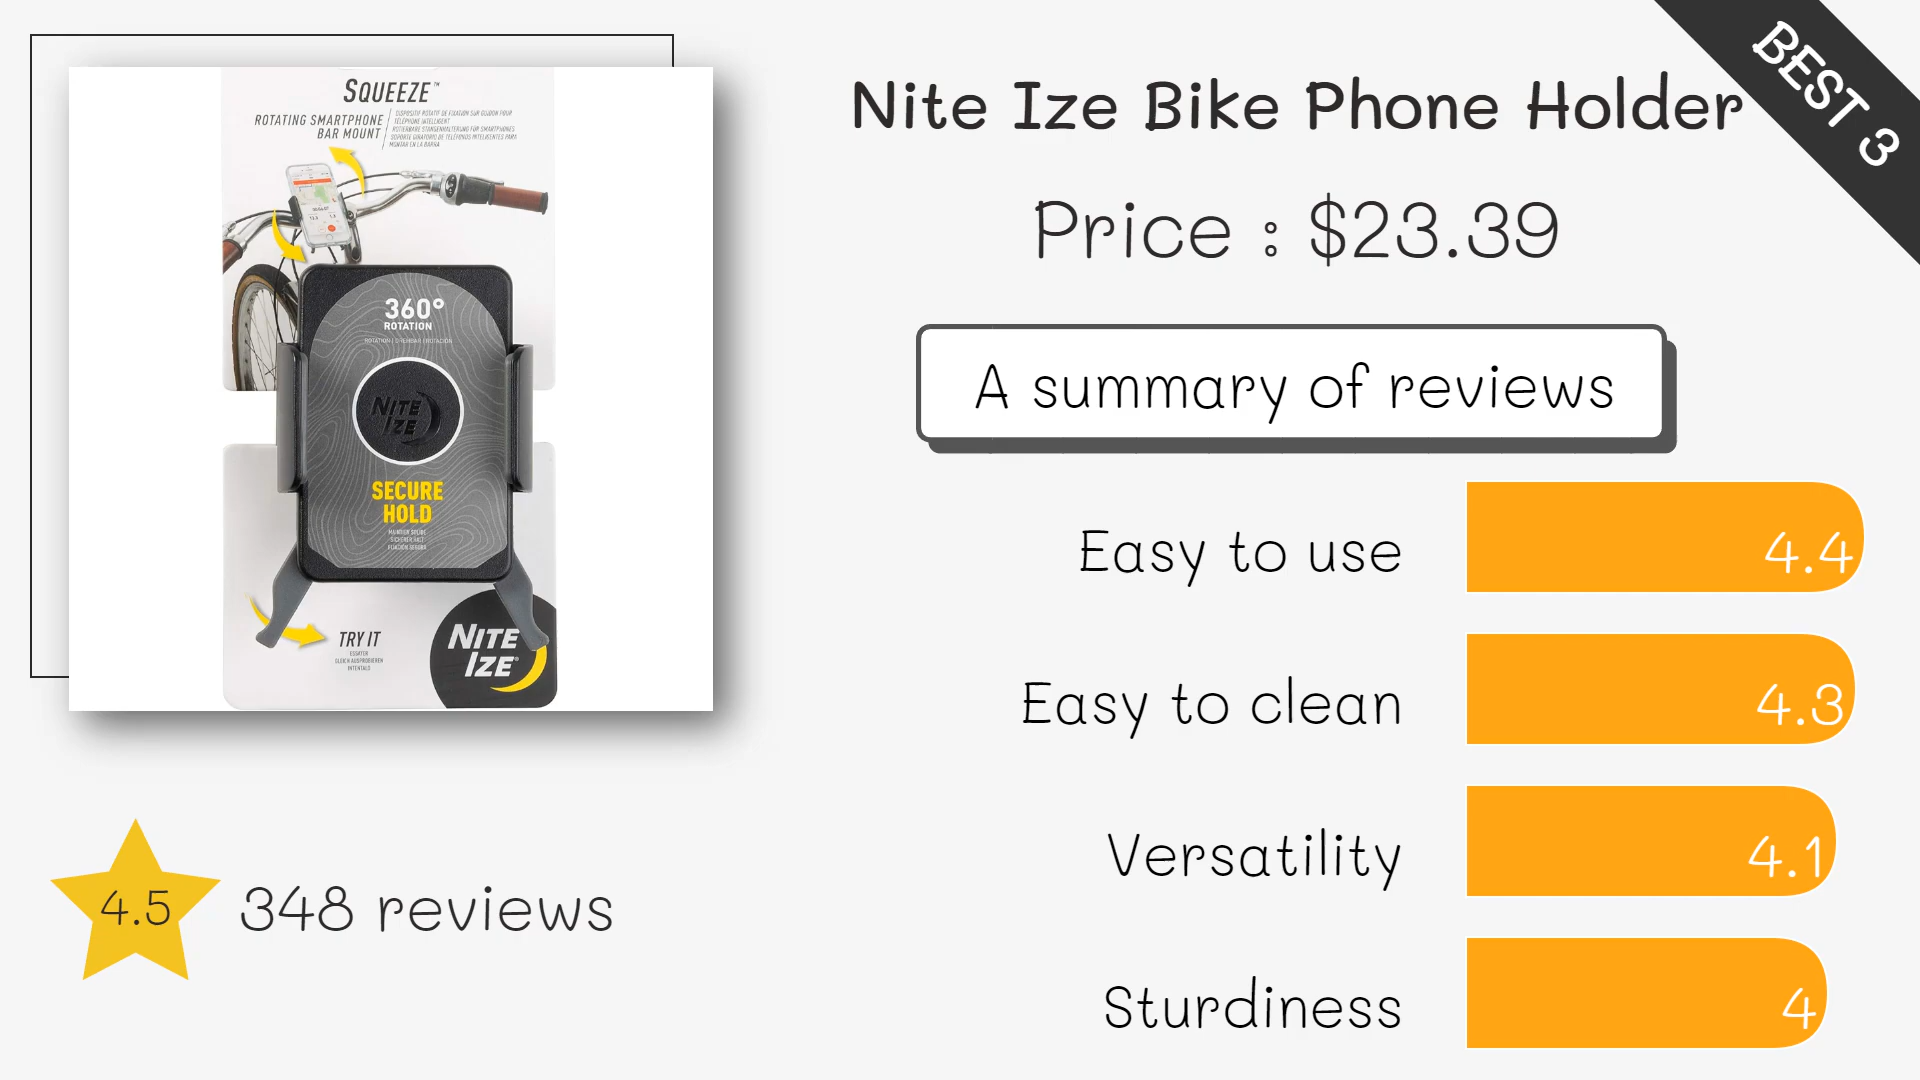 BEST 3
Nite Ize Bike Phone Holder
Price : $23.39
A summary of reviews
Easy to use 4.4
Easy to clean 4.3
Versatility 4.1
Sturdiness 4
SQUEEZE™
ROTATING SMARTPHONE
BAR MOUNT
360°
ROTATION
NITE
IZE
SECURE
HOLD
TRY IT
NITE
IZE
4.5 348 reviews